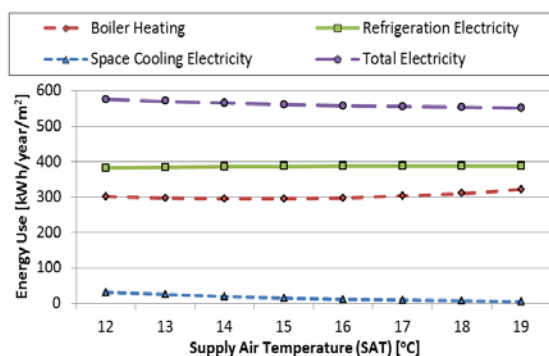 Boiler Heating
Refrigeration Electricity
Space Cooling Electricity
Total Electricity
600
500
400
300
200
100
0
Energy Use [kWh/year/m²]
12 13 14 15 16 17 18 19
Supply Air Temperature (SAT) [°C]